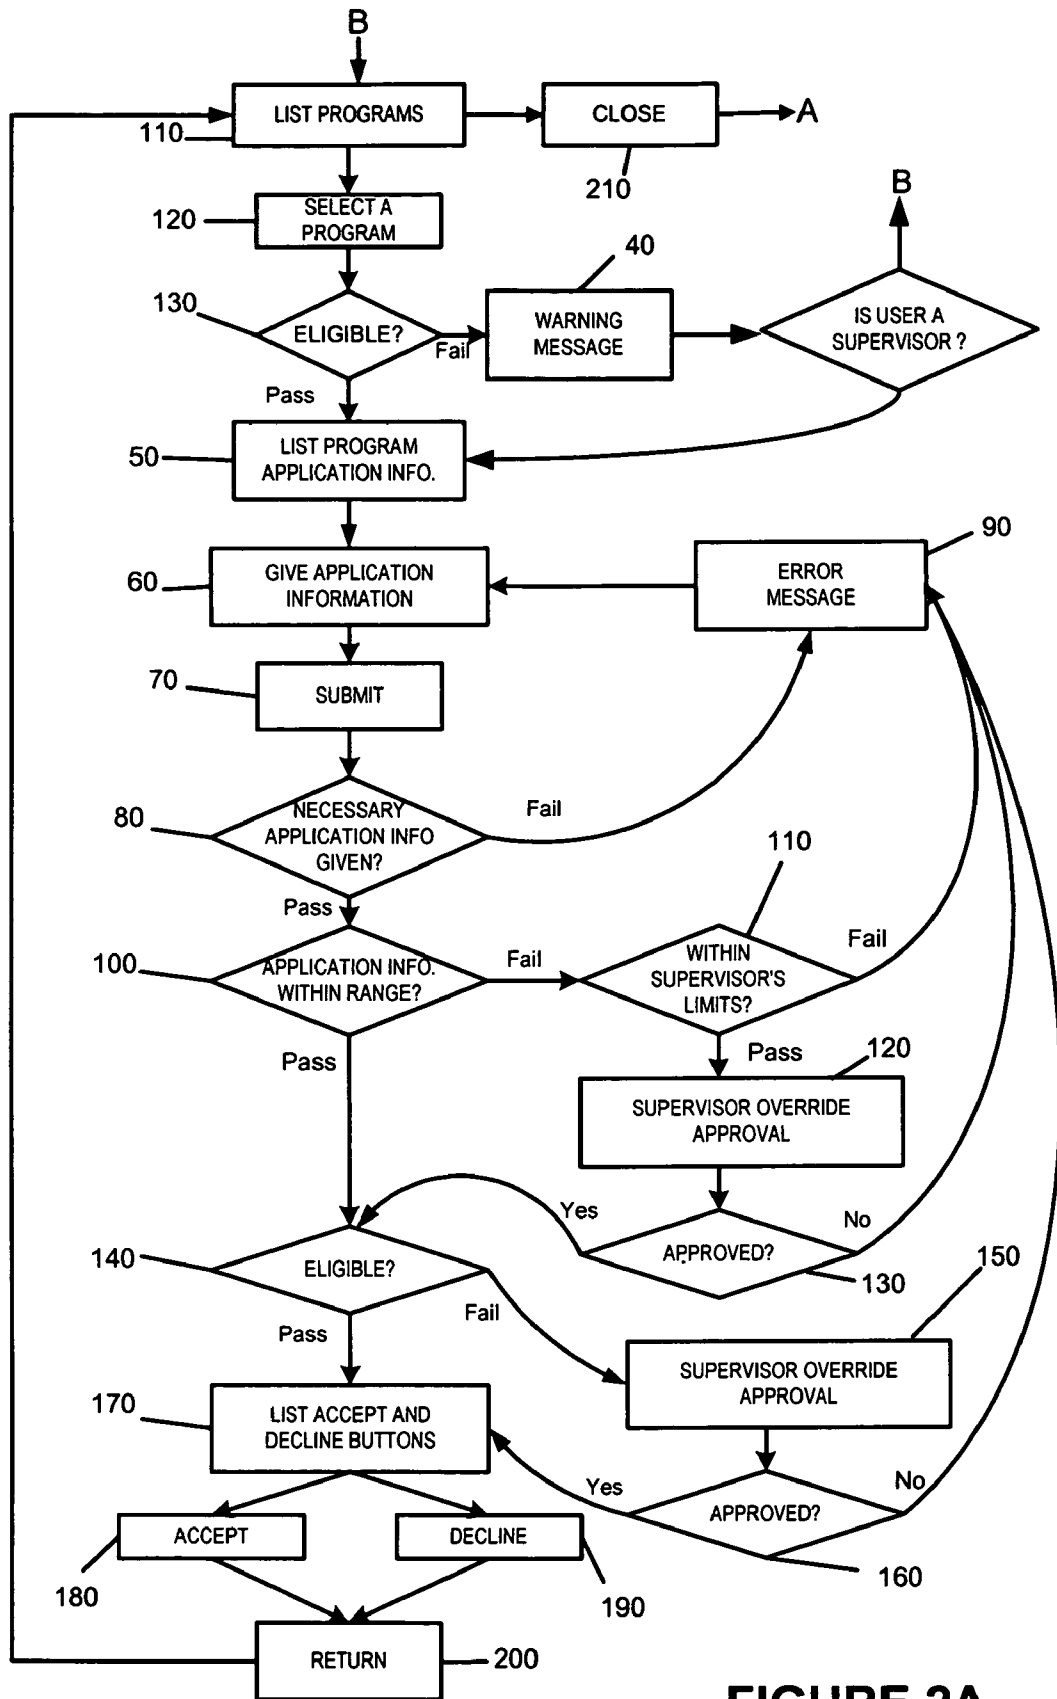 B
LIST PROGRAMS
CLOSE
A
110
210
B
120
SELECT A
PROGRAM
40
130
ELIGIBLE?
Fail
WARNING
MESSAGE
IS USER A
SUPERVISOR ?
Pass
50
LIST PROGRAM
APPLICATION INFO.
90
60
GIVE APPLICATION
INFORMATION
ERROR
MESSAGE
70
SUBMIT
80
NECESSARY
APPLICATION INFO
GIVEN?
Fail
110
Pass
100
APPLICATION INFO.
WITHIN RANGE?
Fail
WITHIN
SUPERVISOR'S
LIMITS?
Fail
Pass
Pass
120
SUPERVISOR OVERRIDE
APPROVAL
Yes
No
140
ELIGIBLE?
APPROVED?
130
150
Pass
Fail
SUPERVISOR OVERRIDE
APPROVAL
170
LIST ACCEPT AND
DECLINE BUTTONS
Yes
No
APPROVED?
160
ACCEPT
DECLINE
180
190
RETURN
200
FIGURE 2A